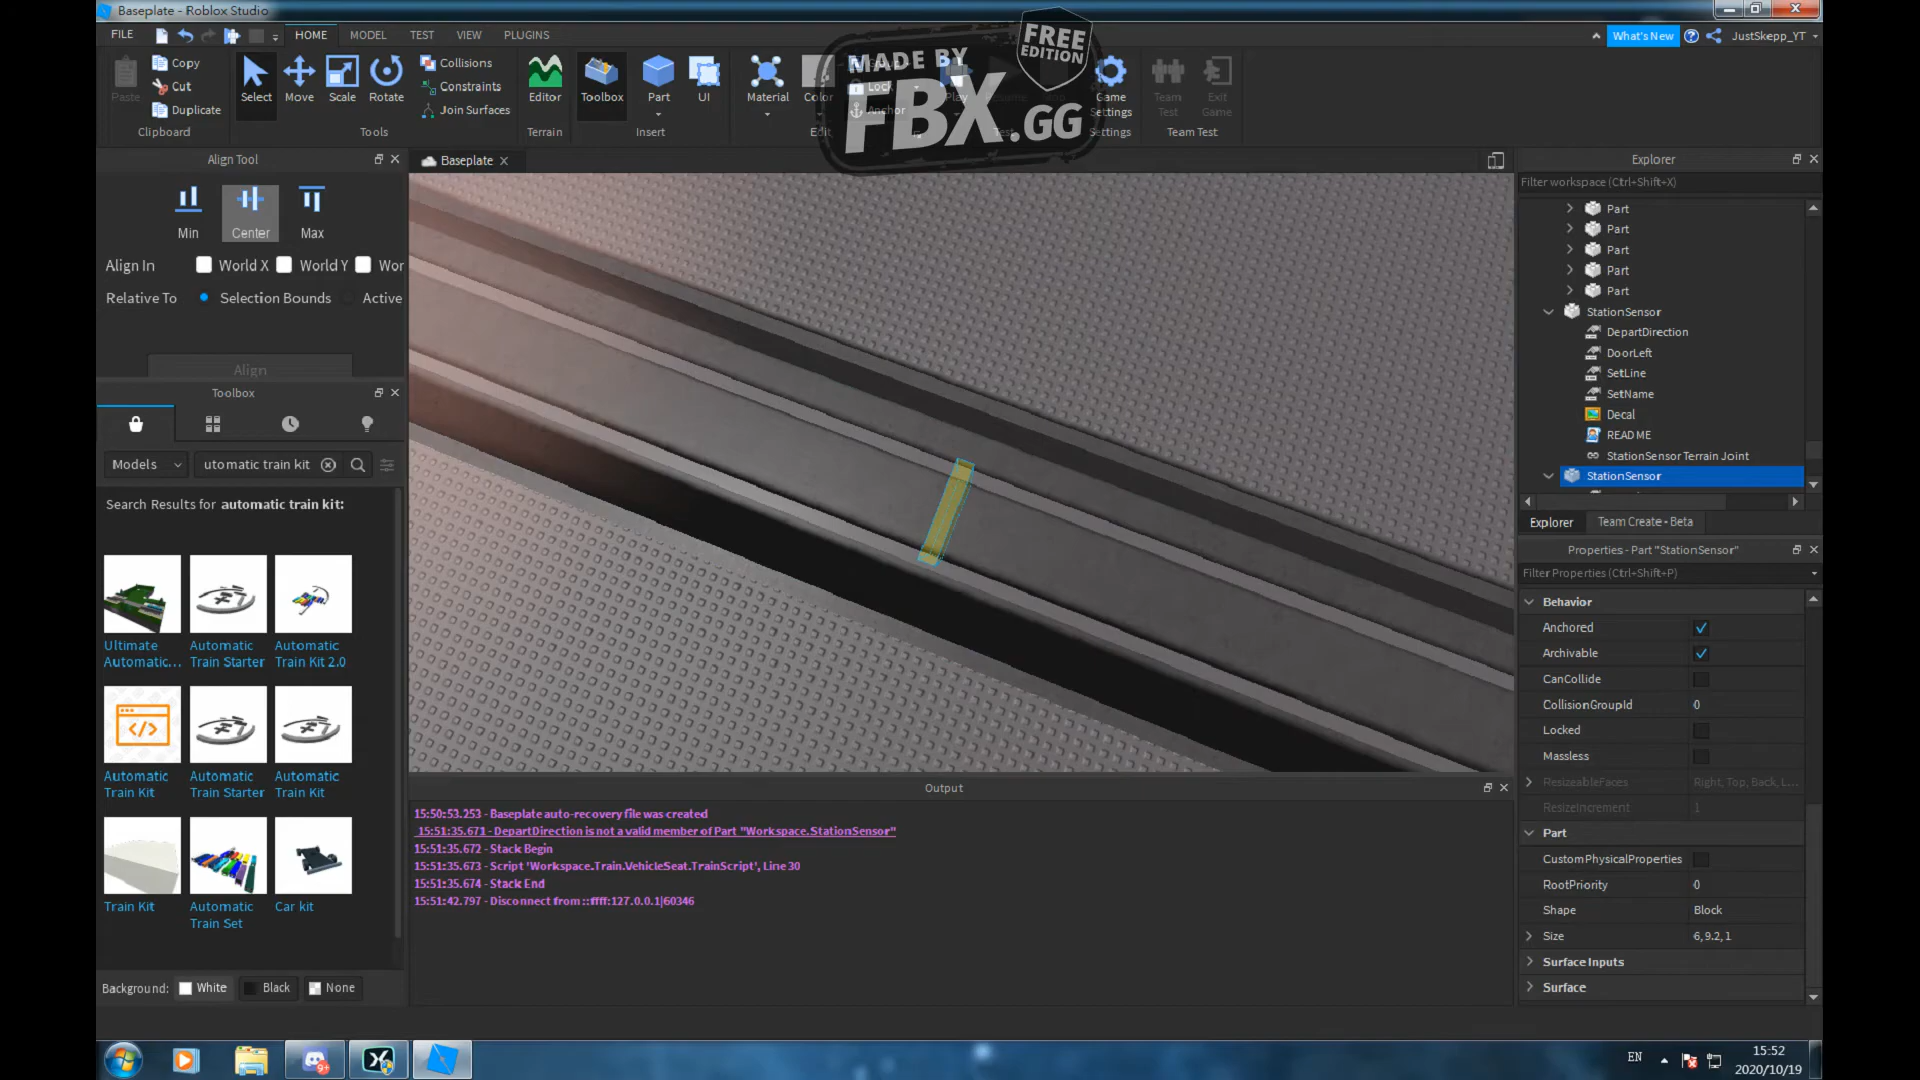 Baseplate - Roblox Studio
FILE
HOME
MODEL
TEST
VIEW
PLUGINS
What's New
JustSkepp_YT
Paste
Copy
Cut
Duplicate
Clipboard
Select
Move
Scale
Rotate
Tools
Collisions
Constraints
Join Surfaces
Editor
Terrain
Toolbox
Part
UI
Insert
Material
Color
Lock
Anchor
Edit
MADE BY
FBX.GG
FREE
EDITION
Play
Game
Settings
Settings
Team
Test
Exit
Game
Team Test
Align Tool
Min
Center
Max
Align In
World X
World Y
Wor
Relative To
Selection Bounds
Active
Align
Toolbox
Models
utomatic train kit
Search Results for automatic train kit:
Ultimate
Automatic...
Automatic
Train Starter
Automatic
Train Kit 2.0
Automatic
Train Kit
Automatic
Train Starter
Automatic
Train Kit
Train Kit
Automatic
Train Set
Car kit
Background:
White
Black
None
Baseplate
Output
15:50:53.253 - Baseplate auto-recovery file was created
15:51:35.671 - DepartDirection is not a valid member of Part "Workspace.StationSensor"
15:51:35.672 - Stack Begin
15:51:35.673 - Script 'Workspace.Train.VehicleSeat.TrainScript', Line 30
15:51:35.674 - Stack End
15:51:42.797 - Disconnect from ::ffff:127.0.0.1|60346
Explorer
Filter workspace (Ctrl+Shift+X)
Part
Part
Part
Part
Part
StationSensor
DepartDirection
DoorLeft
SetLine
SetName
Decal
README
StationSensor Terrain Joint
StationSensor
Explorer
Team Create - Beta
Properties - Part "StationSensor"
Filter Properties (Ctrl+Shift+P)
Behavior
Anchored
Archivable
CanCollide
CollisionGroupId
0
Locked
Massless
ResizeableFaces
Right, Top, Back, L...
ResizeIncrement
1
Part
CustomPhysicalProperties
RootPriority
0
Shape
Block
Size
6, 9.2, 1
Surface Inputs
Surface
9+
EN
15:52
2020/10/19